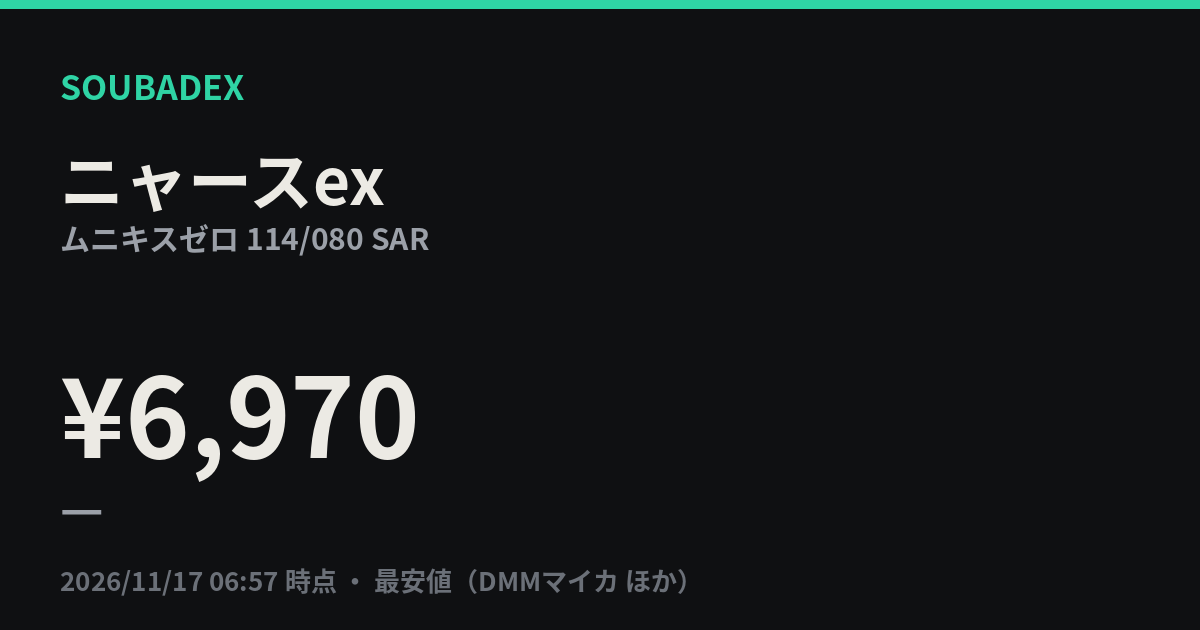 SOUBADEX
ニャースex
ムニキスゼロ 114/080 SAR
¥6,970
—
2026/11/17 06:57 時点 ・ 最安値（DMMマイカ ほか）